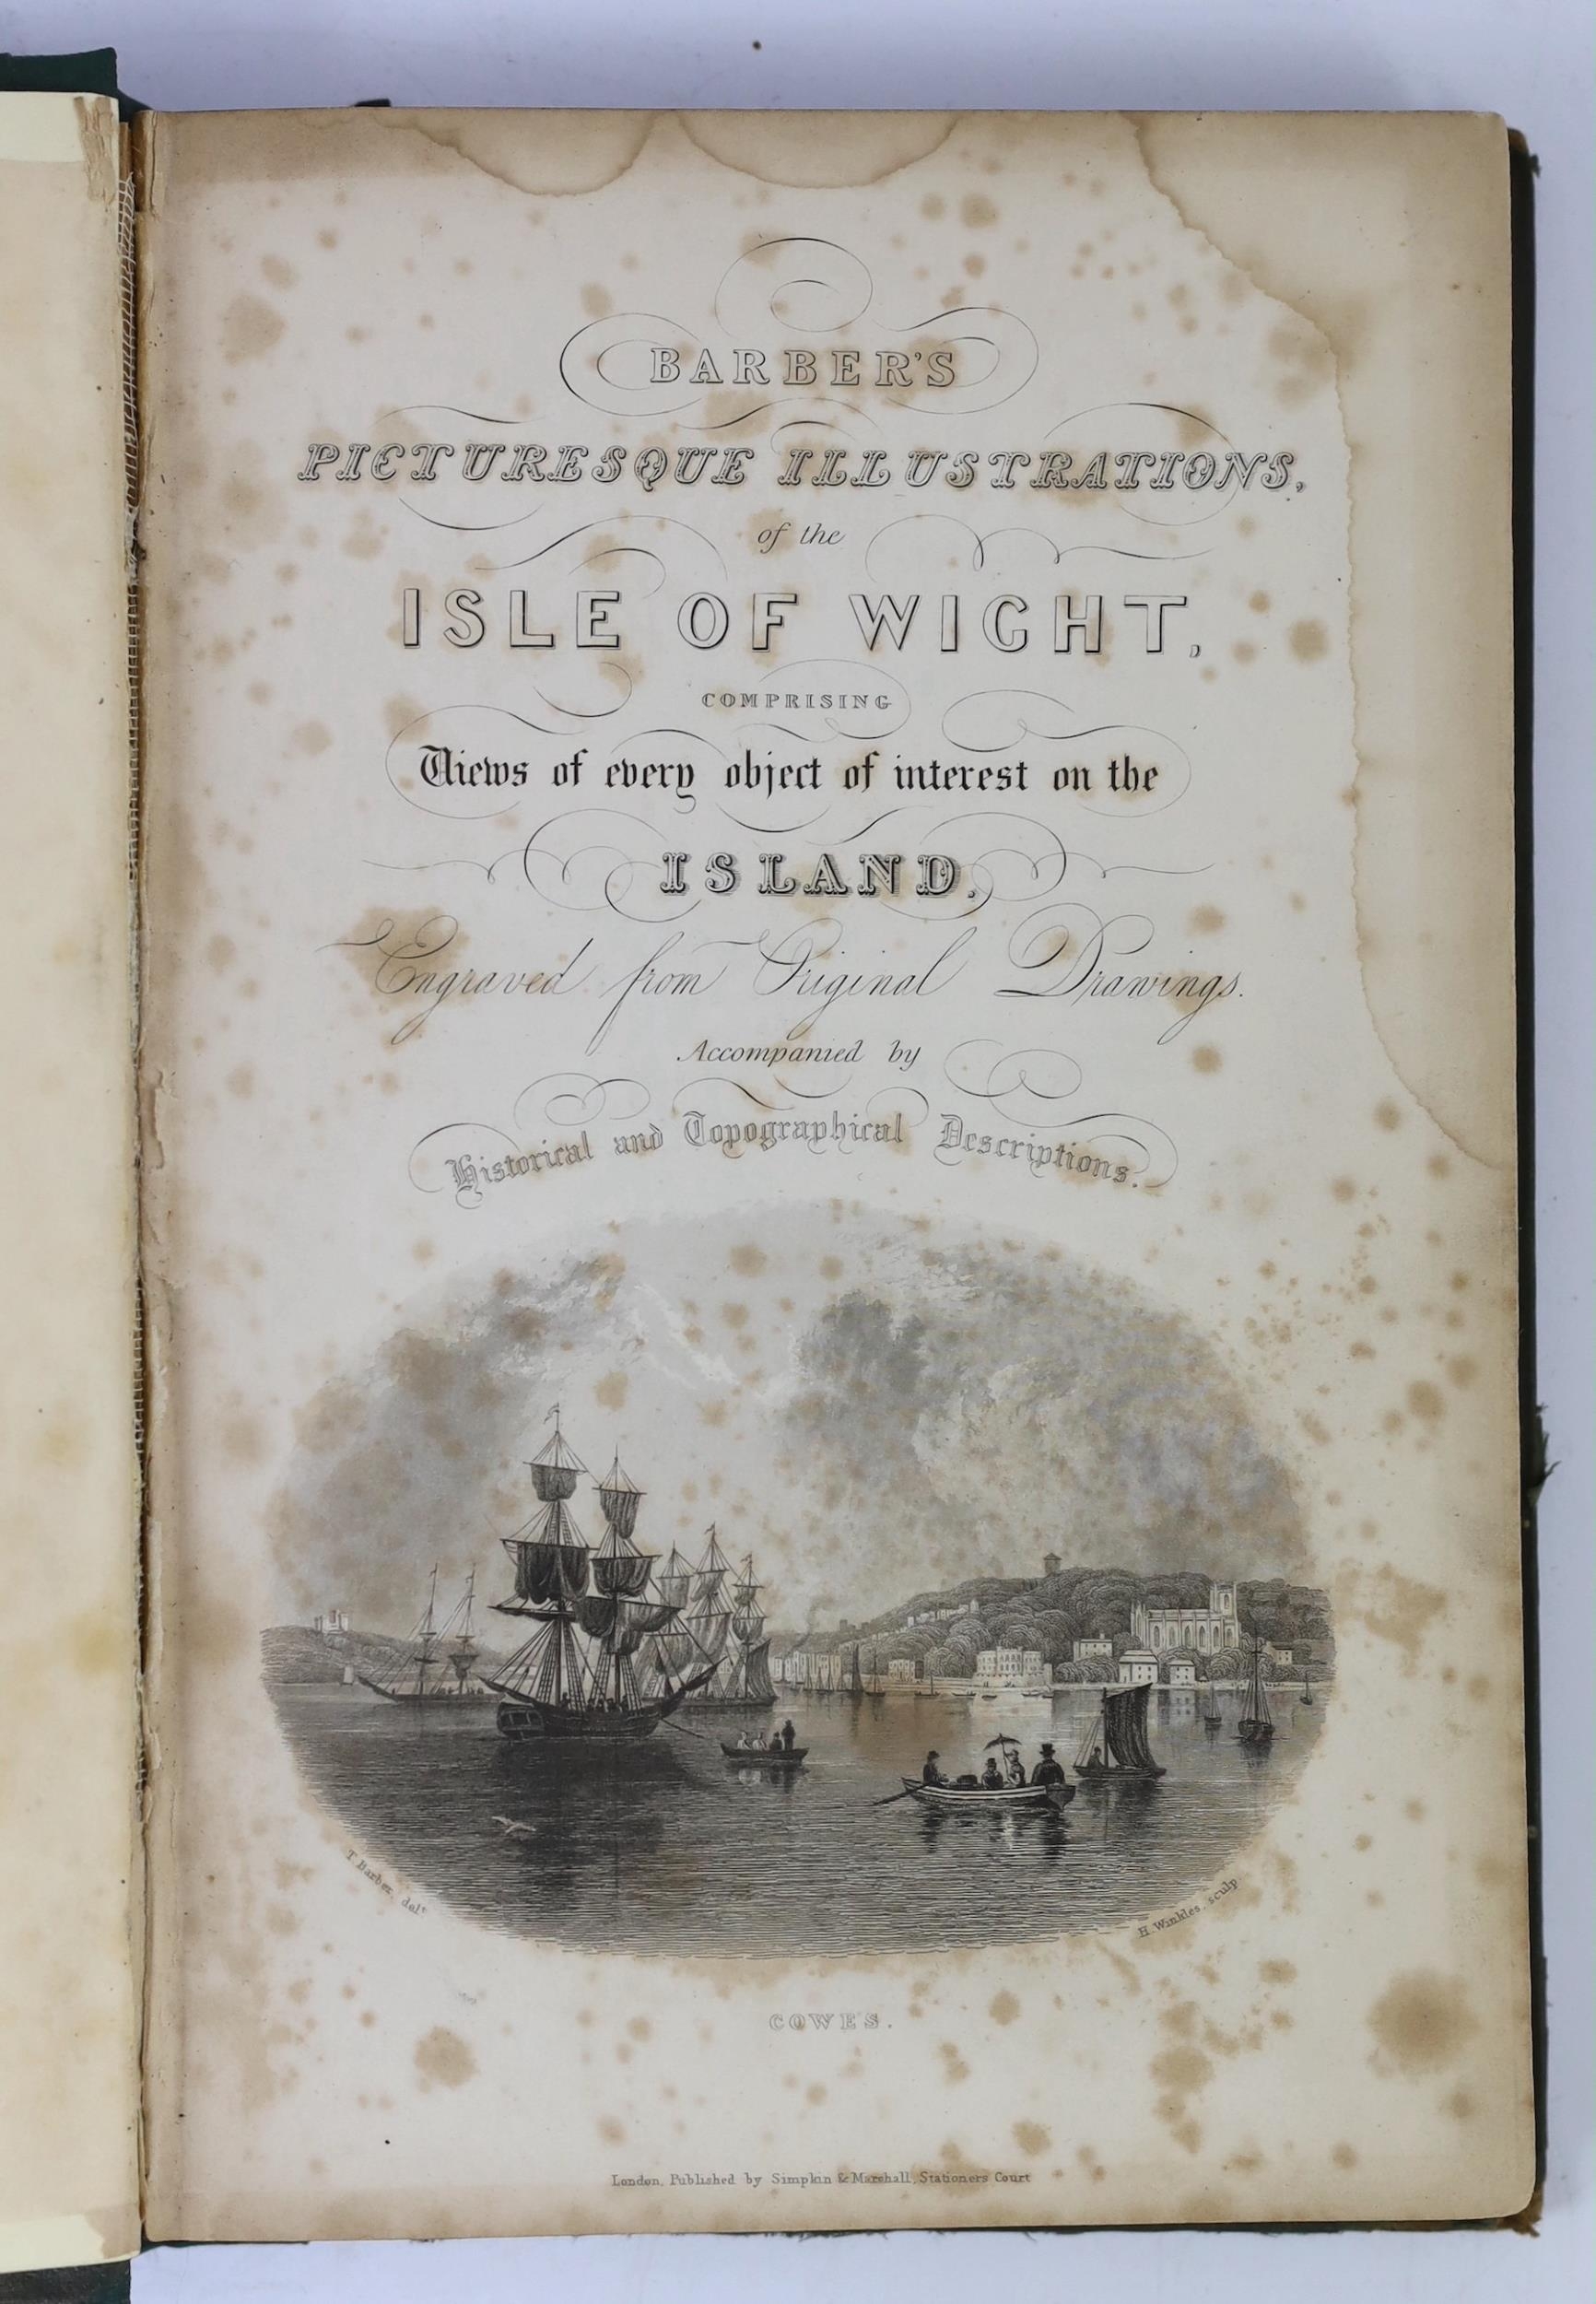 BARBER'S
PICTURESQUE ILLUSTRATIONS,
of the
ISLE OF WIGHT,
COMPRISING
Views of every object of interest on the
ISLAND.
Engraved from Original Drawings.
Accompanied by
Historical and Topographical Descriptions.
T. Barber, delt
H. Winkles, sculp
COWES.
London, Published by Simpkin & Marshall, Stationers Court